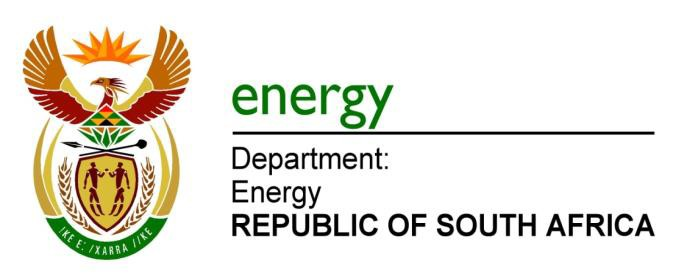 energy
Department:
Energy
REPUBLIC OF SOUTH AFRICA
!KE E: /XARRA //KE